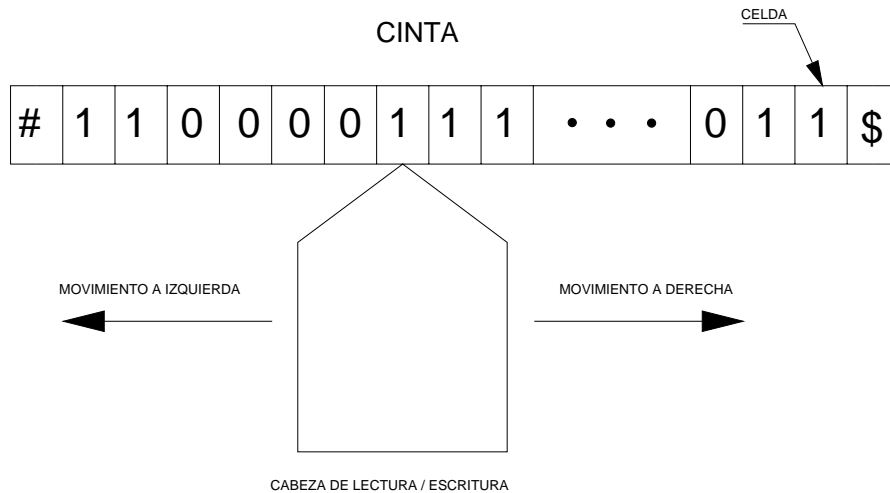 CELDA
CINTA
# 1 1 0 0 0 0 1 1 1 • • • 0 1 1 $
MOVIMIENTO A IZQUIERDA
MOVIMIENTO A DERECHA
CABEZA DE LECTURA / ESCRITURA